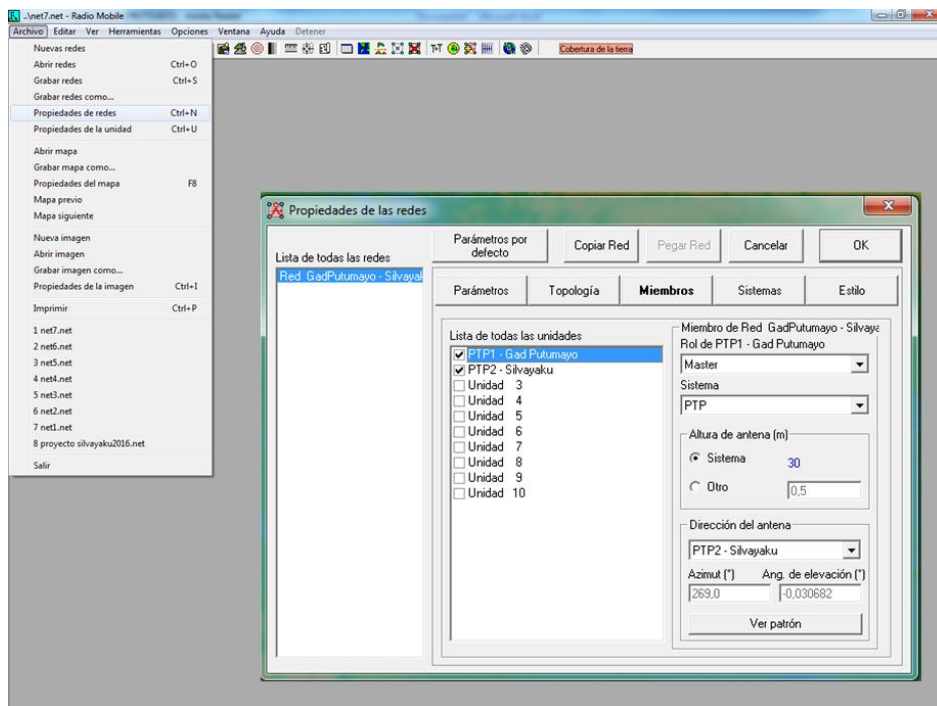 ..\net7.net - Radio Mobile
Archivo Editar Ver Herramientas Opciones Ventana Ayuda Detener
Cobertura de la tierra
Nuevas redes
Abrir redes Ctrl+O
Grabar redes Ctrl+S
Grabar redes como...
Propiedades de redes Ctrl+N
Propiedades de la unidad Ctrl+U
Abrir mapa
Grabar mapa como...
Propiedades del mapa F8
Mapa previo
Mapa siguiente
Nueva imagen
Abrir imagen
Grabar imagen como...
Propiedades de la imagen Ctrl+I
Imprimir Ctrl+P
1 net7.net
2 net6.net
3 net5.net
4 net4.net
5 net3.net
6 net2.net
7 net1.net
8 proyecto silvayaku2016.net
Salir
Propiedades de las redes
Lista de todas las redes
Red GadPutumayo - Silvayak
Parámetros por
defecto
Copiar Red
Pegar Red
Cancelar
OK
Parámetros Topología Miembros Sistemas Estilo
Lista de todas las unidades
PTP1 - Gad Putumayo
PTP2 - Silvayaku
Unidad 3
Unidad 4
Unidad 5
Unidad 6
Unidad 7
Unidad 8
Unidad 9
Unidad 10
Miembro de Red GadPutumayo - Silvaya
Rol de PTP1 - Gad Putumayo
Master
Sistema
PTP
Altura de antena (m)
Sistema 30
Otro 0,5
Dirección del antena
PTP2 - Silvayaku
Azimut (°) Ang. de elevación (°)
269,0 -0,030682
Ver patrón